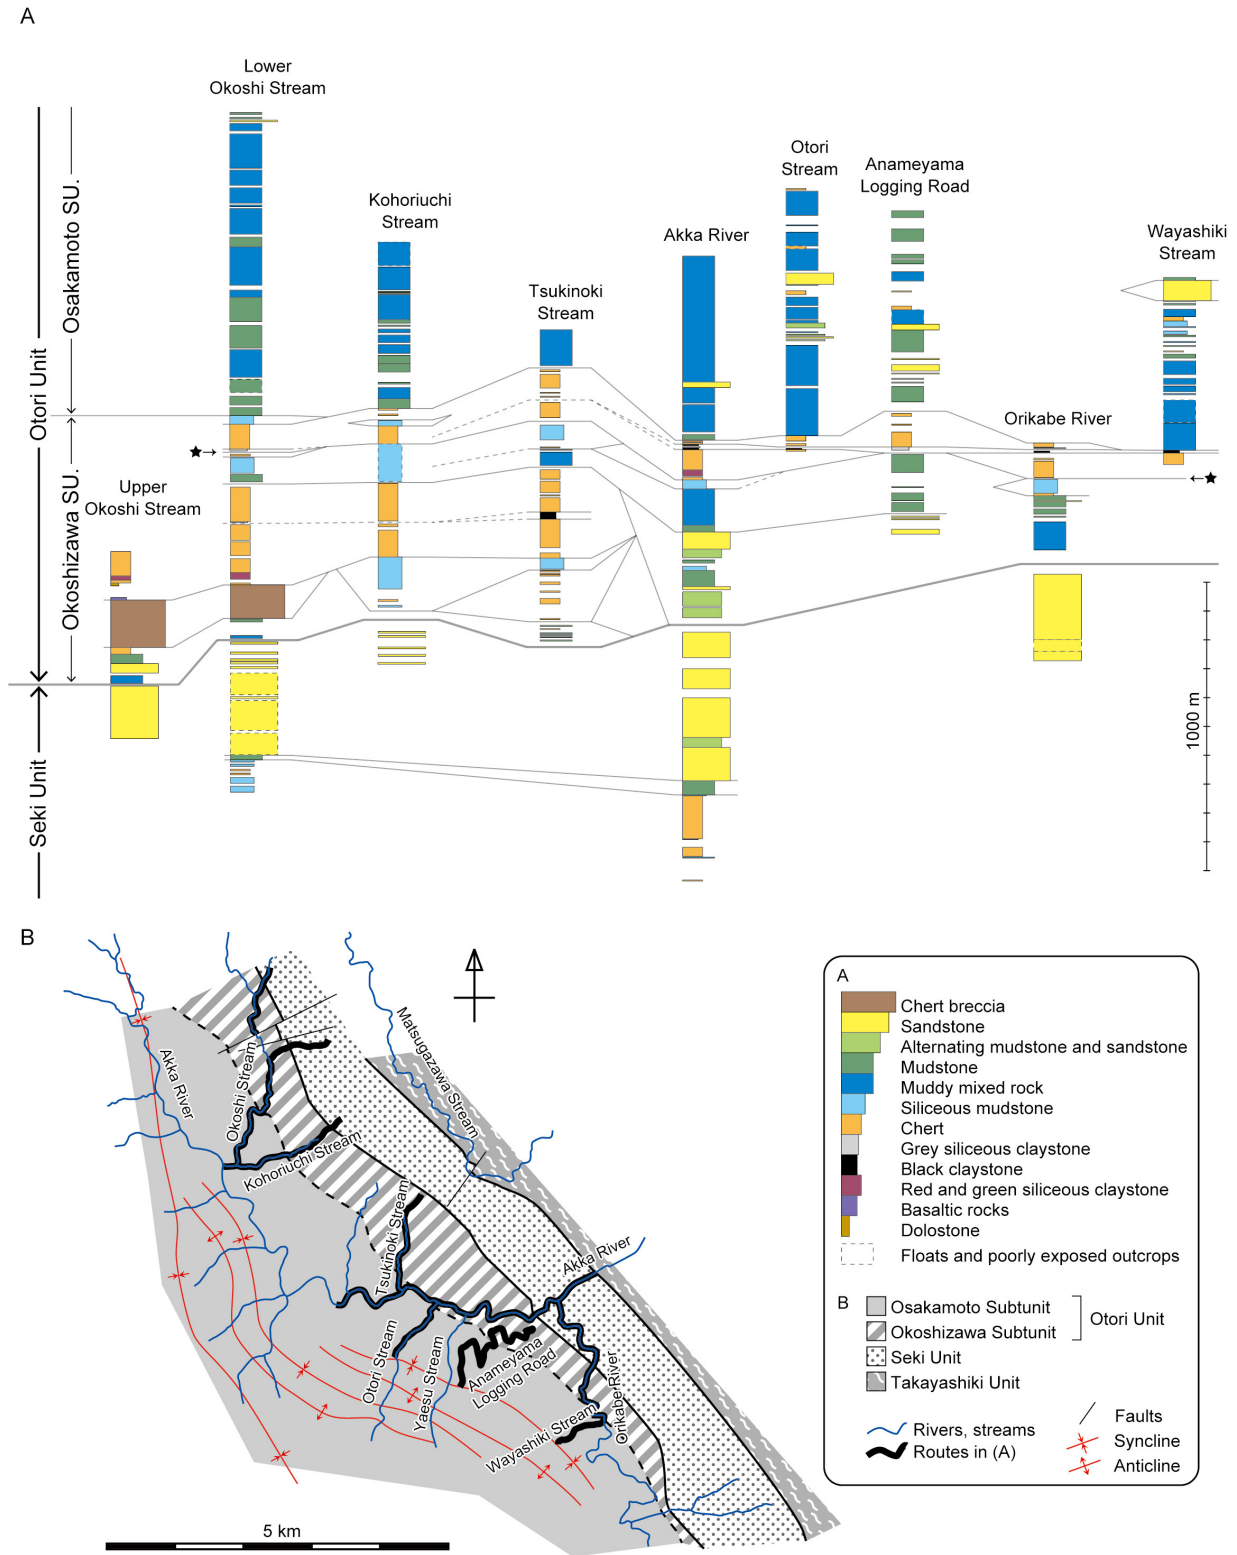 A
Lower
Okoshi Stream
Kohoriuchi
Stream
Tsukinoki
Stream
Akka River
Otori
Stream
Anameyama
Logging Road
Wayashiki
Stream
Orikabe River
Upper
Okoshi Stream
Otori Unit
Osakamoto SU.
Okoshizawa SU.
Seki Unit
★→
←★
1000 m
B
Akka River
Okoshi Stream
Kohoriuchi Stream
Matsugazawa Stream
Tsukinoki Stream
Akka River
Otori Stream
Yaesu Stream
Anameyama
Logging Road
Wayashiki Stream
Orikabe River
5 km
A
Chert breccia
Sandstone
Alternating mudstone and sandstone
Mudstone
Muddy mixed rock
Siliceous mudstone
Chert
Grey siliceous claystone
Black claystone
Red and green siliceous claystone
Basaltic rocks
Dolostone
Floats and poorly exposed outcrops
B
Osakamoto Subunit
Okoshizawa Subunit
Otori Unit
Seki Unit
Takayashiki Unit
Rivers, streams
Routes in (A)
Faults
Syncline
Anticline